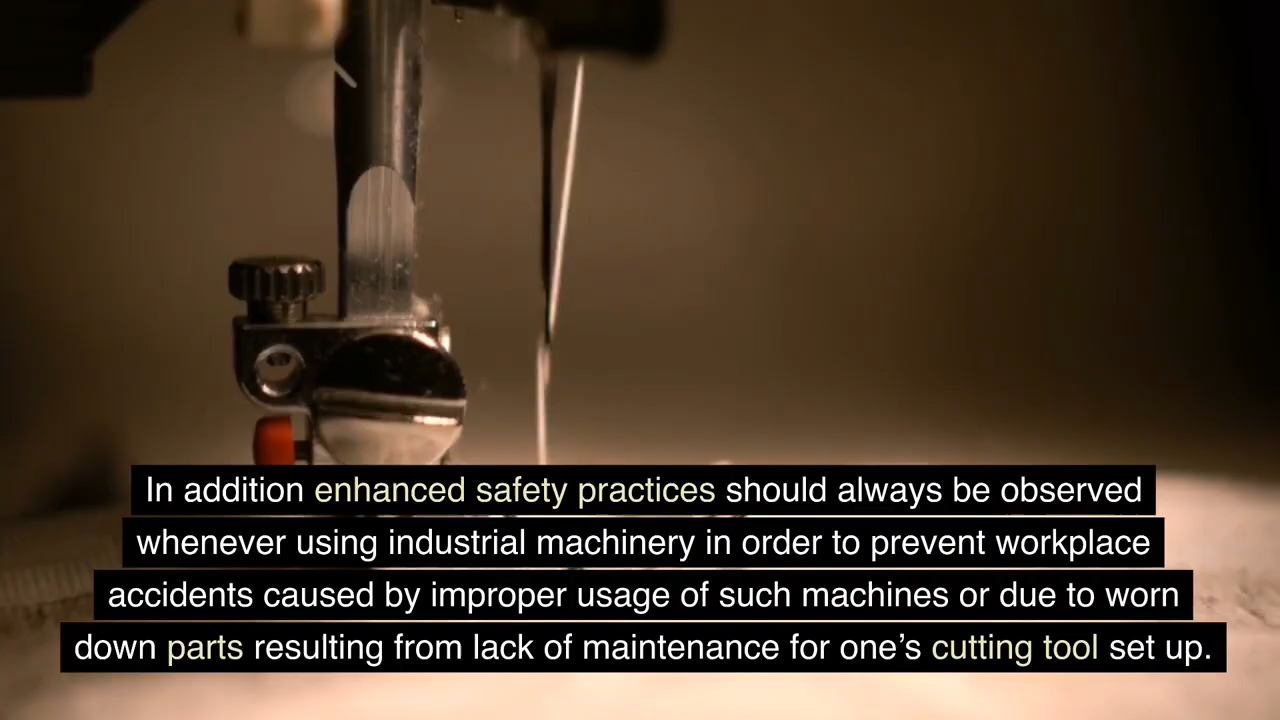 In addition enhanced safety practices should always be observed
whenever using industrial machinery in order to prevent workplace
accidents caused by improper usage of such machines or due to worn
down parts resulting from lack of maintenance for one’s cutting tool set up.